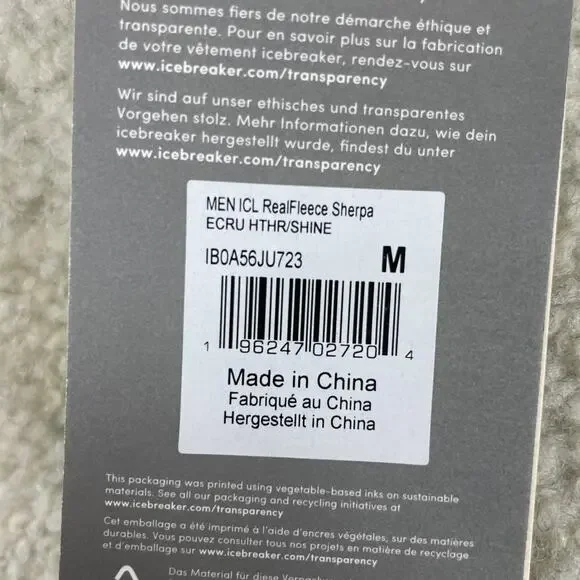 Nous sommes fiers de notre démarche éthique et
transparente. Pour en savoir plus sur la fabrication
de votre vêtement icebreaker, rendez-vous sur
www.icebreaker.com/transparency
Wir sind auf unser ethisches und transparentes
Vorgehen stolz. Mehr Informationen dazu, wie dein
icebreaker hergestellt wurde, findest du unter
www.icebreaker.com/transparency
MEN ICL RealFleece Sherpa
ECRU HTHR/SHINE
IB0A56JU723 M
1 96247 02720 4
Made in China
Fabriqué au China
Hergestellt in China
This packaging was printed using vegetable-based inks on sustainable
materials. See all our packaging and recycling initiatives at
www.icebreaker.com/transparency
Cet emballage a été imprimé à l'aide d'encres végétales, sur des matières
durables. Vous pouvez consulter tous nos projets en matière de recyclage
et d'emballage sur www.icebreaker.com/transparency
Das Material für diese